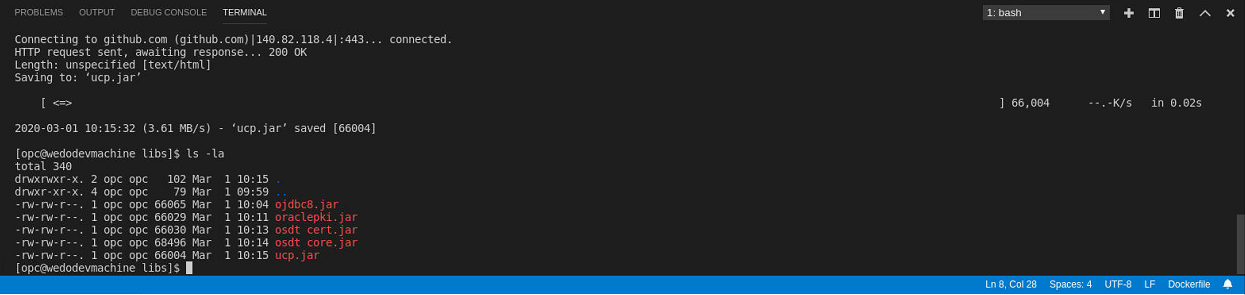 PROBLEMS OUTPUT DEBUG CONSOLE TERMINAL 1: bash
Connecting to github.com (github.com)|140.82.118.4|:443... connected.
HTTP request sent, awaiting response... 200 OK
Length: unspecified [text/html]
Saving to: ‘ucp.jar’
[ <=> ] 66,004 --.-K/s in 0.02s
2020-03-01 10:15:32 (3.61 MB/s) - ‘ucp.jar’ saved [66004]
[opc@wedodevmachine libs]$ ls -la
total 340
drwxrwxr-x. 2 opc opc 102 Mar 1 10:15 .
drwxr-xr-x. 4 opc opc 79 Mar 1 09:59 ..
-rw-rw-r--. 1 opc opc 66065 Mar 1 10:04 ojdbc8.jar
-rw-rw-r--. 1 opc opc 66029 Mar 1 10:11 oraclepki.jar
-rw-rw-r--. 1 opc opc 66030 Mar 1 10:13 osdt_cert.jar
-rw-rw-r--. 1 opc opc 68496 Mar 1 10:14 osdt_core.jar
-rw-rw-r--. 1 opc opc 66004 Mar 1 10:15 ucp.jar
[opc@wedodevmachine libs]$
Ln 8, Col 28 Spaces: 4 UTF-8 LF Dockerfile